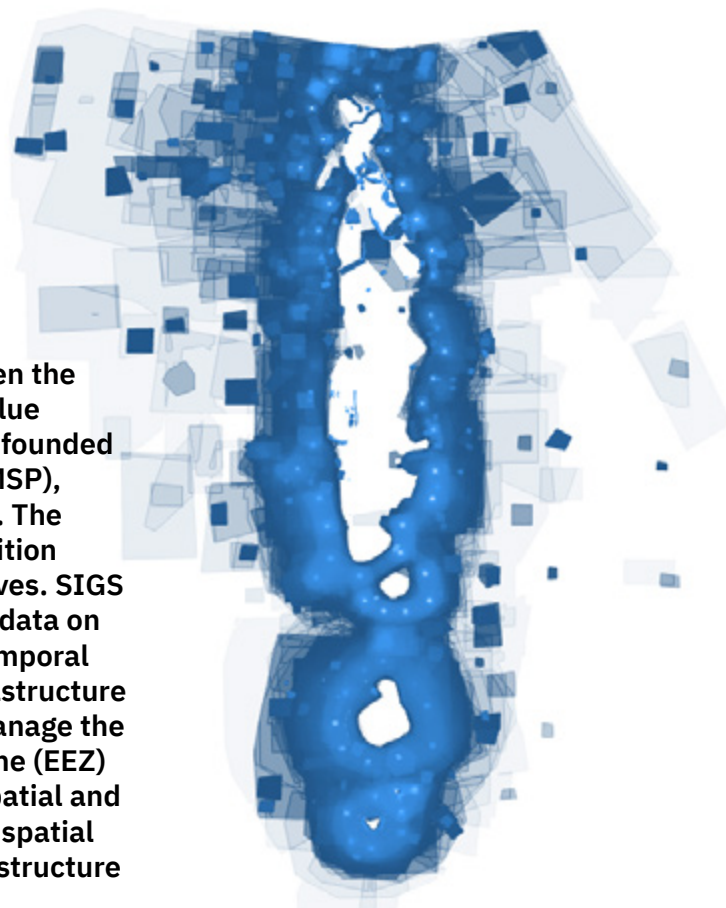 en the
lue
founded
ISP),
. The
ition
ves. SIGS
data on
mporal
astructure
anage the
ne (EEZ)
patial and
spatial
structure